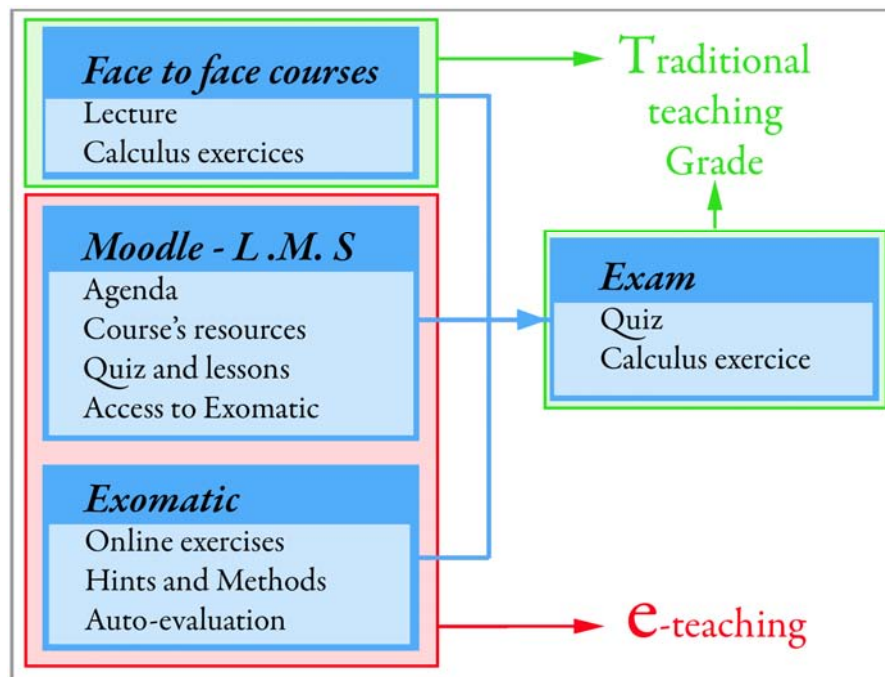 Face to face courses
Lecture
Calculus exercices
Traditional
teaching
Grade
Moodle - L .M. S
Agenda
Course's resources
Quiz and lessons
Access to Exomatic
Exam
Quiz
Calculus exercice
Exomatic
Online exercises
Hints and Methods
Auto-evaluation
e-teaching